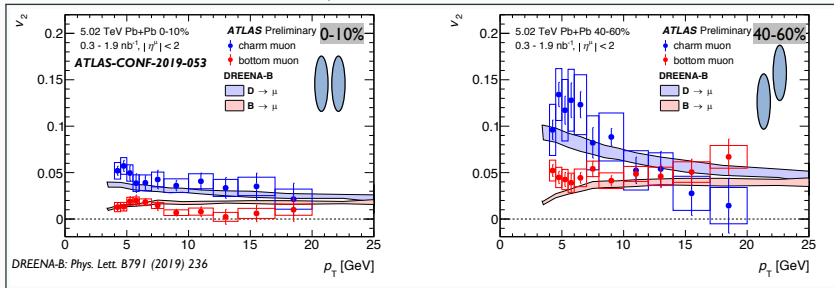 v₂
0.2
0.15
0.1
0.05
0
5.02 TeV Pb+Pb 0-10%
0.3 - 1.9 nb⁻¹, |η^μ| < 2
ATLAS-CONF-2019-053
ATLAS Preliminary
0-10%
charm muon
bottom muon
DREENA-B
D → μ
B → μ
0 5 10 15 20 25
p_T [GeV]
DREENA-B: Phys. Lett. B791 (2019) 236
v₂
0.2
0.15
0.1
0.05
0
5.02 TeV Pb+Pb 40-60%
0.3 - 1.9 nb⁻¹, |η^μ| < 2
ATLAS Preliminary
40-60%
charm muon
bottom muon
DREENA-B
D → μ
B → μ
0 5 10 15 20 25
p_T [GeV]